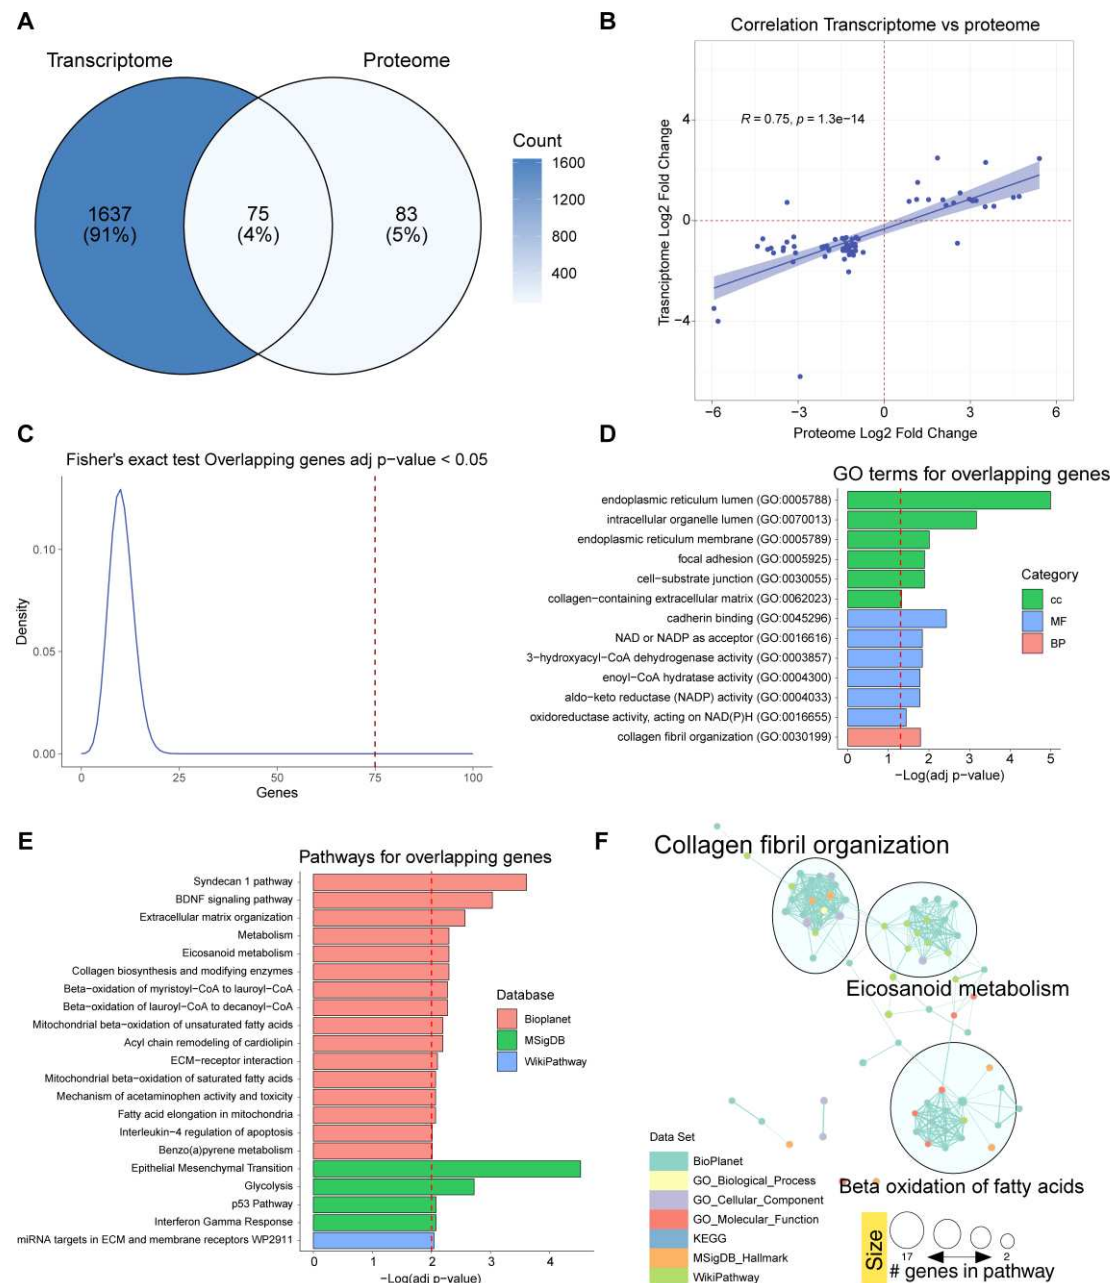 A
Transcriptome
Proteome
1637
(91%)
75
(4%)
83
(5%)
Count
1600
1200
800
400
B
Correlation Transcriptome vs proteome
R = 0.75, p = 1.3e−14
Trasnciptome Log2 Fold Change
4
0
−4
−6
−3
0
3
6
Proteome Log2 Fold Change
C
Fisher's exact test Overlapping genes adj p−value < 0.05
Density
0.10
0.05
0.00
0
25
50
75
100
Genes
D
GO terms for overlapping genes
endoplasmic reticulum lumen (GO:0005788)
intracellular organelle lumen (GO:0070013)
endoplasmic reticulum membrane (GO:0005789)
focal adhesion (GO:0005925)
cell−substrate junction (GO:0030055)
collagen−containing extracellular matrix (GO:0062023)
cadherin binding (GO:0045296)
NAD or NADP as acceptor (GO:0016616)
3−hydroxyacyl−CoA dehydrogenase activity (GO:0003857)
enoyl−CoA hydratase activity (GO:0004300)
aldo−keto reductase (NADP) activity (GO:0004033)
oxidoreductase activity, acting on NAD(P)H (GO:0016655)
collagen fibril organization (GO:0030199)
0
1
2
3
4
5
−Log(adj p−value)
Category
cc
MF
BP
E
Pathways for overlapping genes
Syndecan 1 pathway
BDNF signaling pathway
Extracellular matrix organization
Metabolism
Eicosanoid metabolism
Collagen biosynthesis and modifying enzymes
Beta−oxidation of myristoyl−CoA to lauroyl−CoA
Beta−oxidation of lauroyl−CoA to decanoyl−CoA
Mitochondrial beta−oxidation of unsaturated fatty acids
Acyl chain remodeling of cardiolipin
ECM−receptor interaction
Mitochondrial beta−oxidation of saturated fatty acids
Mechanism of acetaminophen activity and toxicity
Fatty acid elongation in mitochondria
Interleukin−4 regulation of apoptosis
Benzo(a)pyrene metabolism
Epithelial Mesenchymal Transition
Glycolysis
p53 Pathway
Interferon Gamma Response
miRNA targets in ECM and membrane receptors WP2911
0
1
2
3
4
−Log(adj p−value)
Database
Bioplanet
MSigDB
WikiPathway
F
Collagen fibril organization
Eicosanoid metabolism
Beta oxidation of fatty acids
Data Set
BioPlanet
GO_Biological_Process
GO_Cellular_Component
GO_Molecular_Function
KEGG
MSigDB_Hallmark
WikiPathway
Size
17
2
# genes in pathway